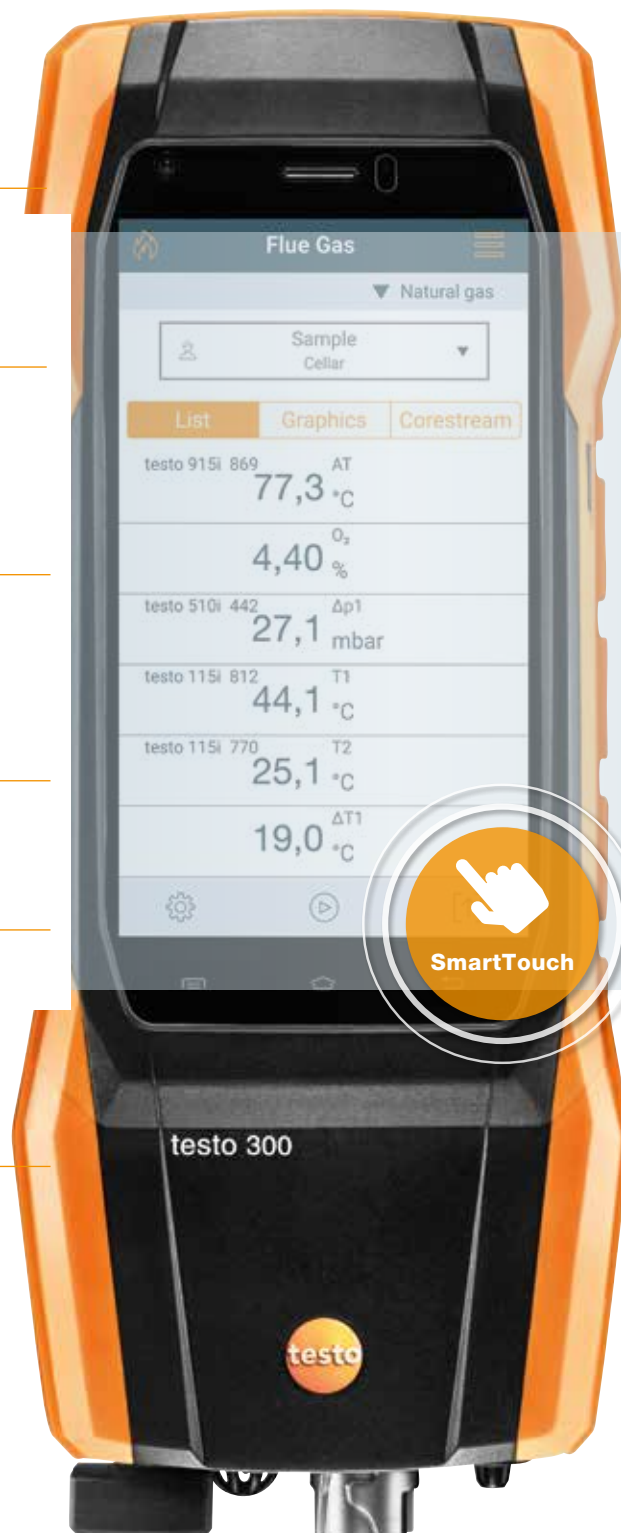 Flue Gas
▼ Natural gas
Sample ▼
Cellar
List Graphics Corestream
testo 915i 869 AT
77,3 °C
O₂
4,40 %
testo 510i 442 Δp1
27,1 mbar
testo 115i 812 T1
44,1 °C
testo 115i 770 T2
25,1 °C
ΔT1
19,0 °C
SmartTouch
testo 300
testo